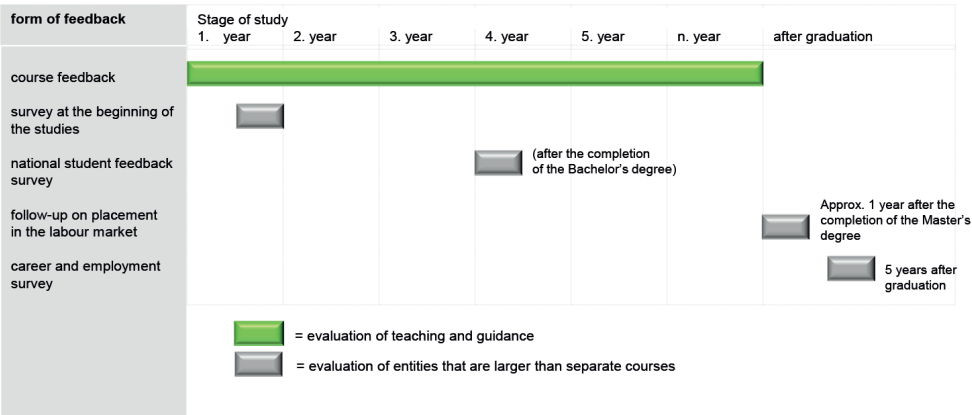 form of feedback
Stage of study
1. year 2. year 3. year 4. year 5. year n. year after graduation
course feedback
survey at the beginning of
the studies
national student feedback
survey
(after the completion
of the Bachelor's degree)
follow-up on placement
in the labour market
Approx. 1 year after the
completion of the Master's
degree
career and employment
survey
5 years after
graduation
= evaluation of teaching and guidance
= evaluation of entities that are larger than separate courses